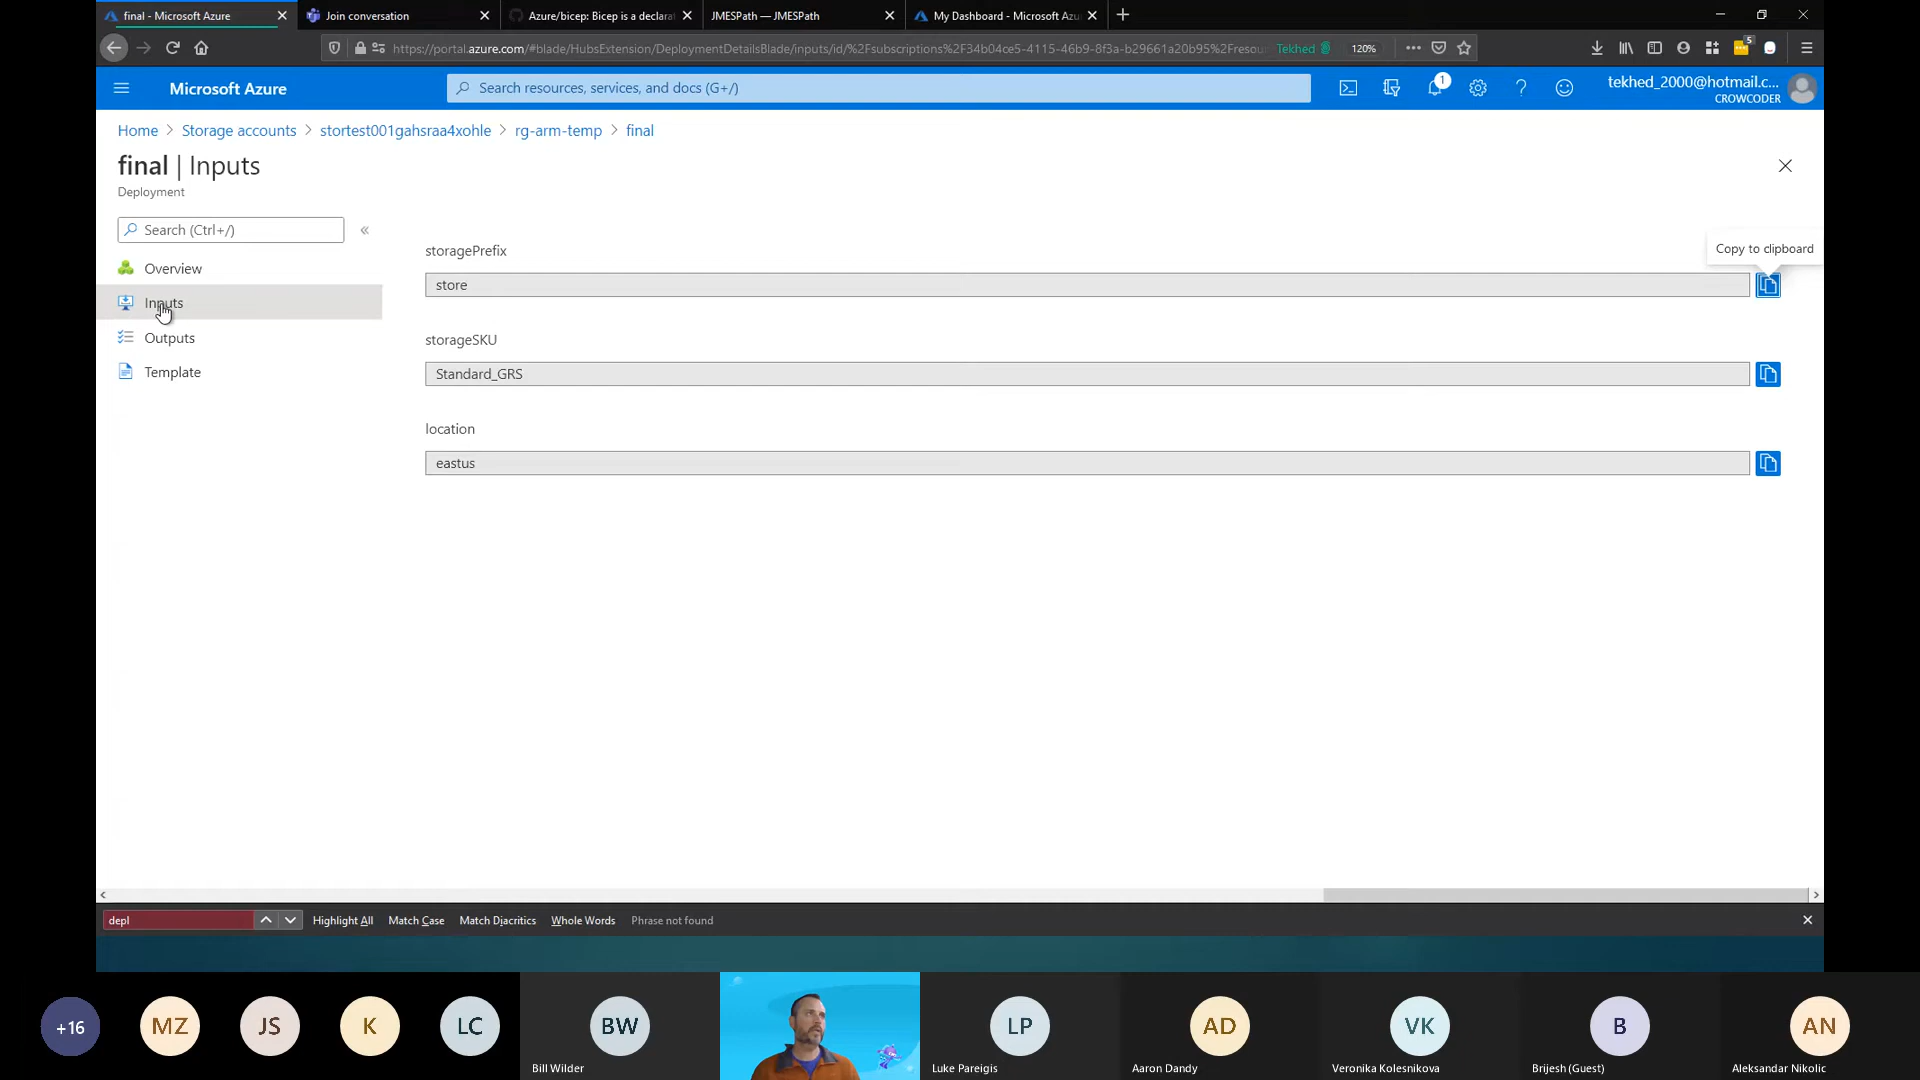 final - Microsoft Azure
Join conversation
Azure/bicep: Bicep is a declarat
JMESPath — JMESPath
My Dashboard - Microsoft Azu
https://portal.azure.com/#blade/HubsExtension/DeploymentDetailsBlade/inputs/id/%2Fsubscriptions%2F34b04ce5-4115-46b9-8f3a-b29661a20b95%2Fresou
Tekhed
120%
5
Microsoft Azure
Search resources, services, and docs (G+/)
1
tekhed_2000@hotmail.c...
CROWCODER
Home > Storage accounts > stortest001gahsraa4xohle > rg-arm-temp > final
final | Inputs
Deployment
Search (Ctrl+/)
«
Overview
Inputs
Outputs
Template
storagePrefix
Copy to clipboard
store
storageSKU
Standard_GRS
location
eastus
depl
Highlight All
Match Case
Match Diacritics
Whole Words
Phrase not found
+16
MZ
JS
K
LC
BW
LP
AD
VK
B
AN
Bill Wilder
Luke Pareigis
Aaron Dandy
Veronika Kolesnikova
Brijesh (Guest)
Aleksandar Nikolic